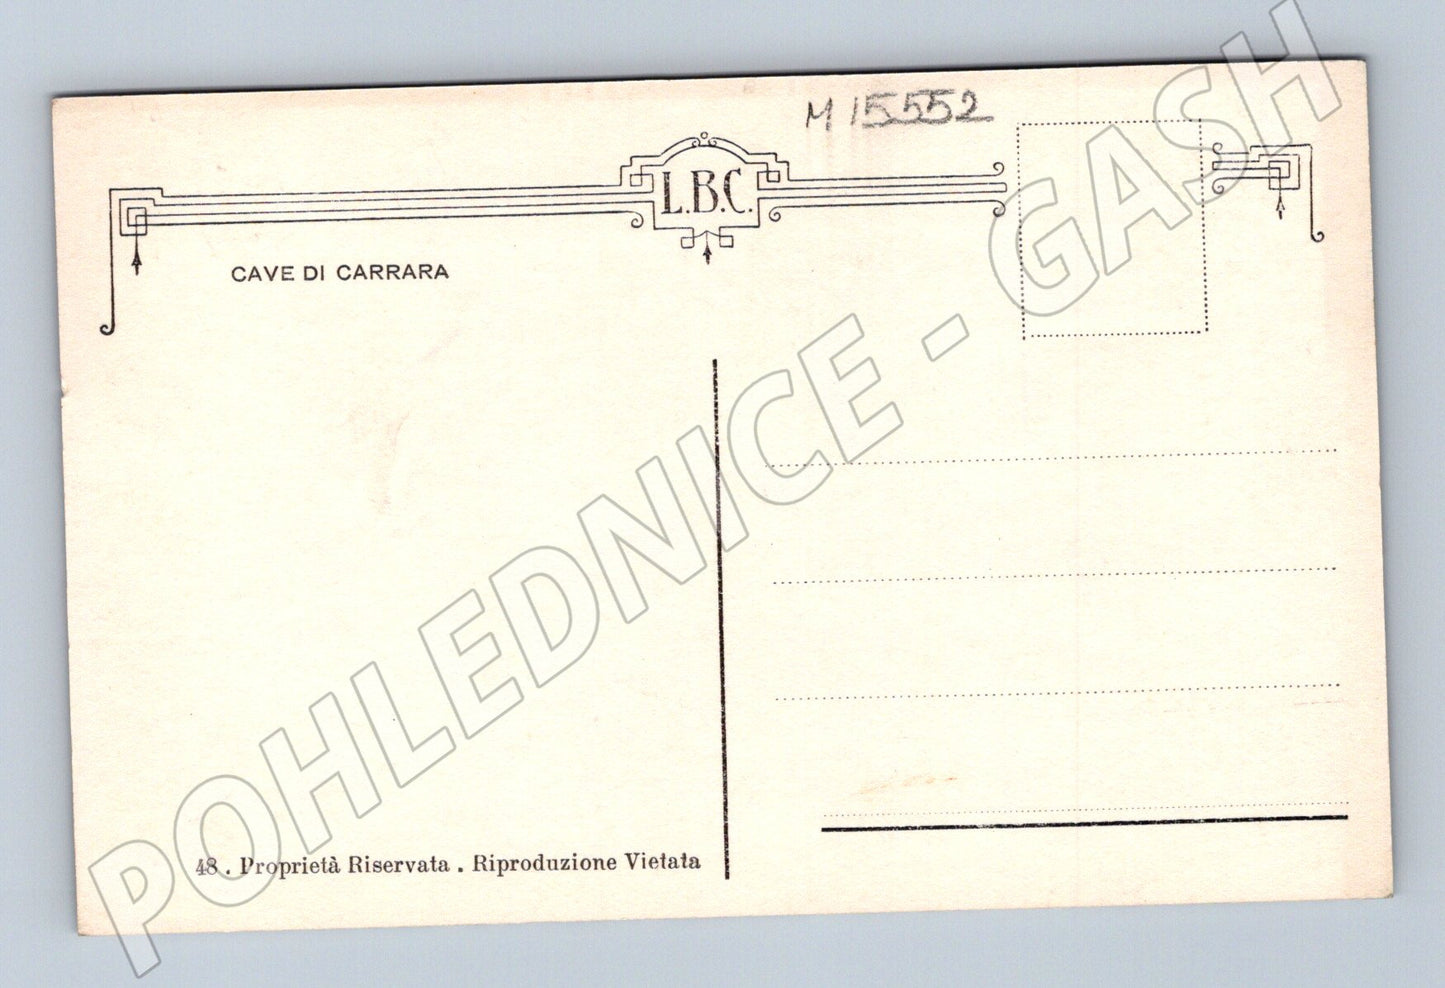 M 15552
L.B.C.
CAVE DI CARRARA
48 . Proprietà Riservata . Riproduzione Vietata
POHLEDNICE - GASH